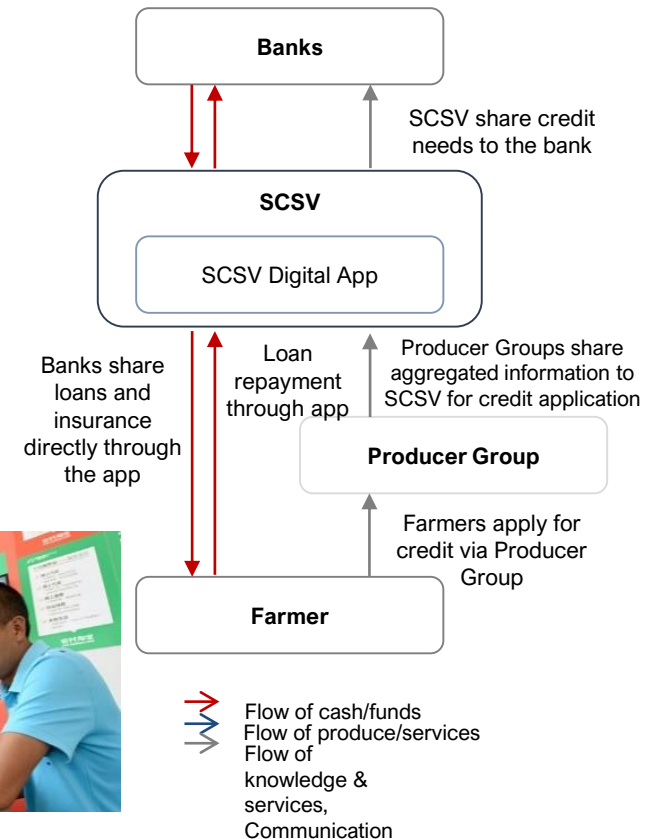 Banks
SCSV share credit
needs to the bank
SCSV
SCSV Digital App
Banks share
loans and
insurance
directly through
the app
Loan
repayment
through app
Producer Groups share
aggregated information to
SCSV for credit application
Producer Group
Farmers apply for
credit via Producer
Group
Farmer
Flow of cash/funds
Flow of produce/services
Flow of
knowledge &
services,
Communication